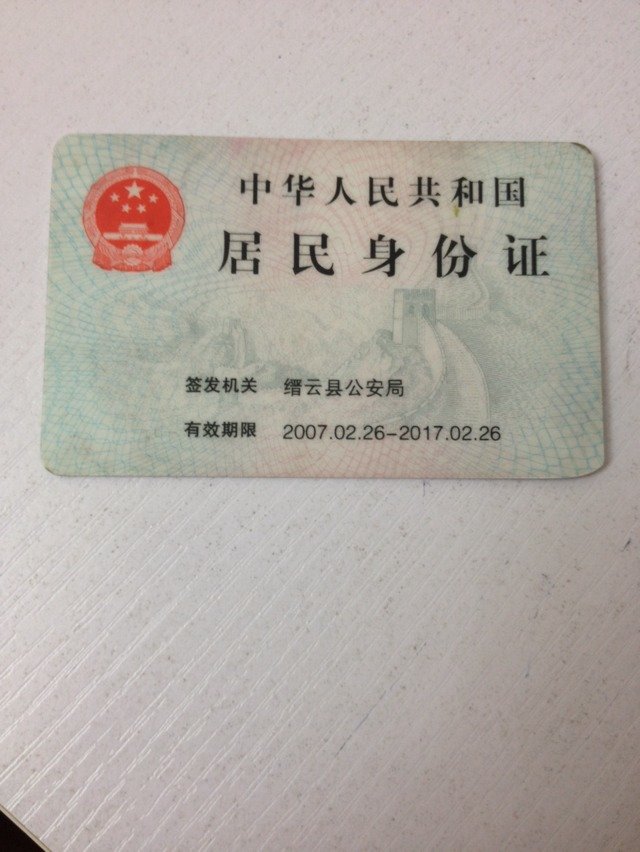 中华人民共和国
居民身份证
签发机关 缙云县公安局
有效期限 2007.02.26-2017.02.26